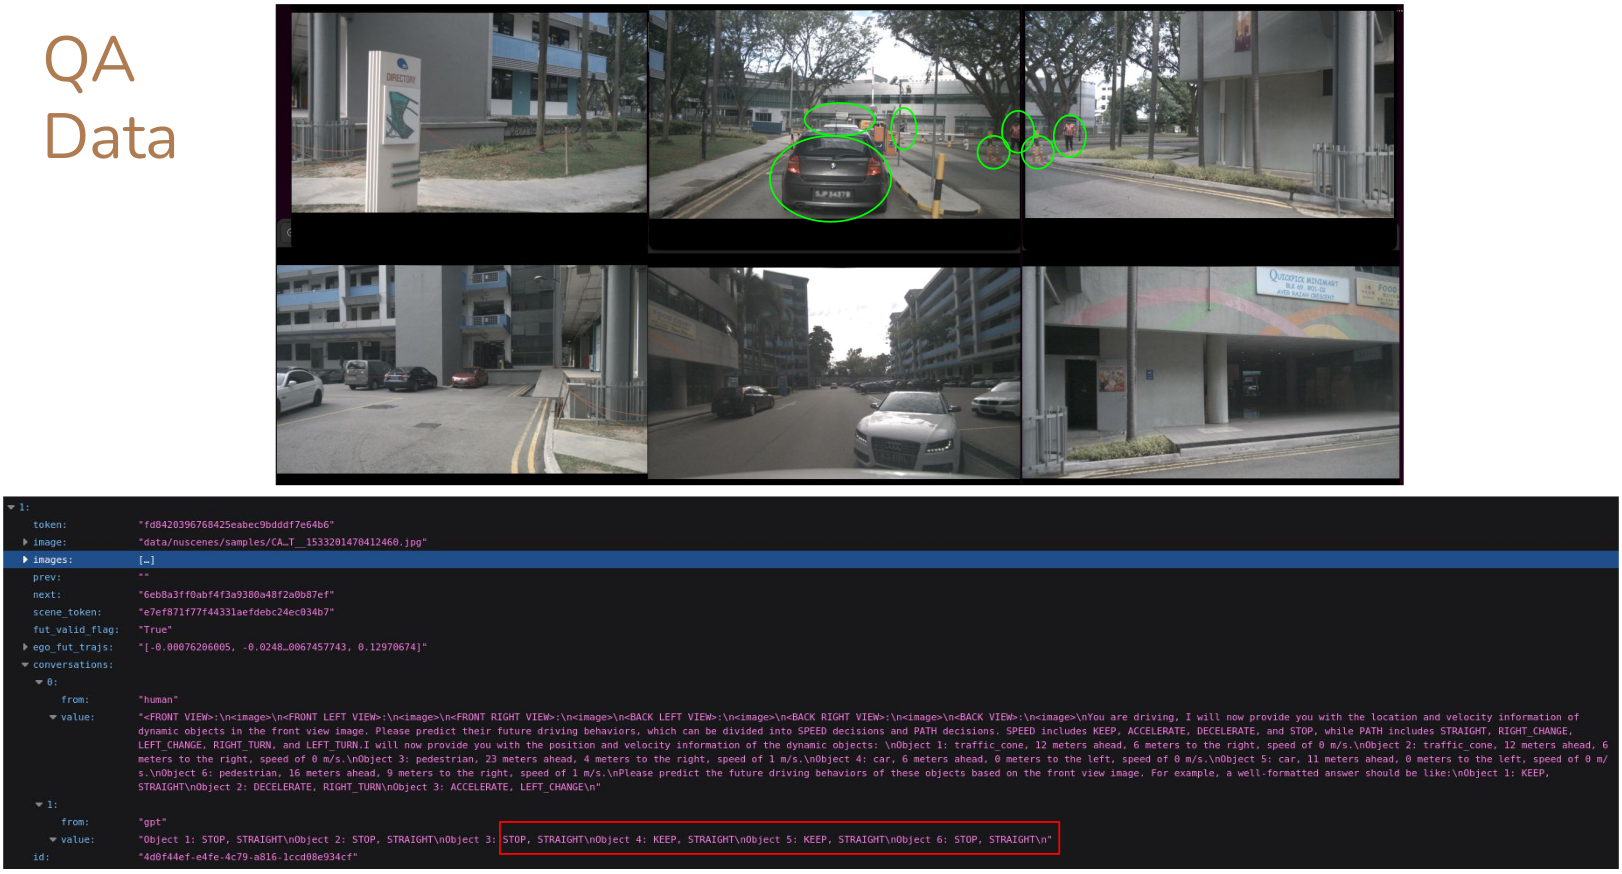 QA
Data
DIRECTORY
SJP 3437B
QUICKPICK MINIMART
BLK 69, #01-08
AYER RAJAH CRESCENT
FOOD
1:
token: "fd8420396768425eabec9bdddf7e64b6"
image: "data/nuscenes/samples/CA…T__1533201470412460.jpg"
images: […]
prev: ""
next: "6eb8a3ff0abf4f3a9380a48f2a0b87ef"
scene_token: "e7ef871f77f44331aefdebc24ec034b7"
fut_valid_flag: "True"
ego_fut_trajs: "[-0.00076206005, -0.0248…0067457743, 0.12970674]"
conversations:
0:
from: "human"
value: "<FRONT VIEW>:\n<image>\n<FRONT LEFT VIEW>:\n<image>\n<FRONT RIGHT VIEW>:\n<image>\n<BACK LEFT VIEW>:\n<image>\n<BACK RIGHT VIEW>:\n<image>\n<BACK VIEW>:\n<image>\nYou are driving, I will now provide you with the location and velocity information of
dynamic objects in the front view image. Please predict their future driving behaviors, which can be divided into SPEED decisions and PATH decisions. SPEED includes KEEP, ACCELERATE, DECELERATE, and STOP, while PATH includes STRAIGHT, RIGHT_CHANGE,
LEFT_CHANGE, RIGHT_TURN, and LEFT_TURN.I will now provide you with the position and velocity information of the dynamic objects: \nObject 1: traffic_cone, 12 meters ahead, 6 meters to the right, speed of 0 m/s.\nObject 2: traffic_cone, 12 meters ahead, 6
meters to the right, speed of 0 m/s.\nObject 3: pedestrian, 23 meters ahead, 4 meters to the right, speed of 1 m/s.\nObject 4: car, 6 meters ahead, 0 meters to the left, speed of 0 m/s.\nObject 5: car, 11 meters ahead, 0 meters to the left, speed of 0 m/
s.\nObject 6: pedestrian, 16 meters ahead, 9 meters to the right, speed of 1 m/s.\nPlease predict the future driving behaviors of these objects based on the front view image. For example, a well-formatted answer should be like:\nObject 1: KEEP,
STRAIGHT\nObject 2: DECELERATE, RIGHT_TURN\nObject 3: ACCELERATE, LEFT_CHANGE\n"
1:
from: "gpt"
value: "Object 1: STOP, STRAIGHT\nObject 2: STOP, STRAIGHT\nObject 3: STOP, STRAIGHT\nObject 4: KEEP, STRAIGHT\nObject 5: KEEP, STRAIGHT\nObject 6: STOP, STRAIGHT\n"
id: "4d0f44ef-e4fe-4c79-a816-1ccd08e934cf"